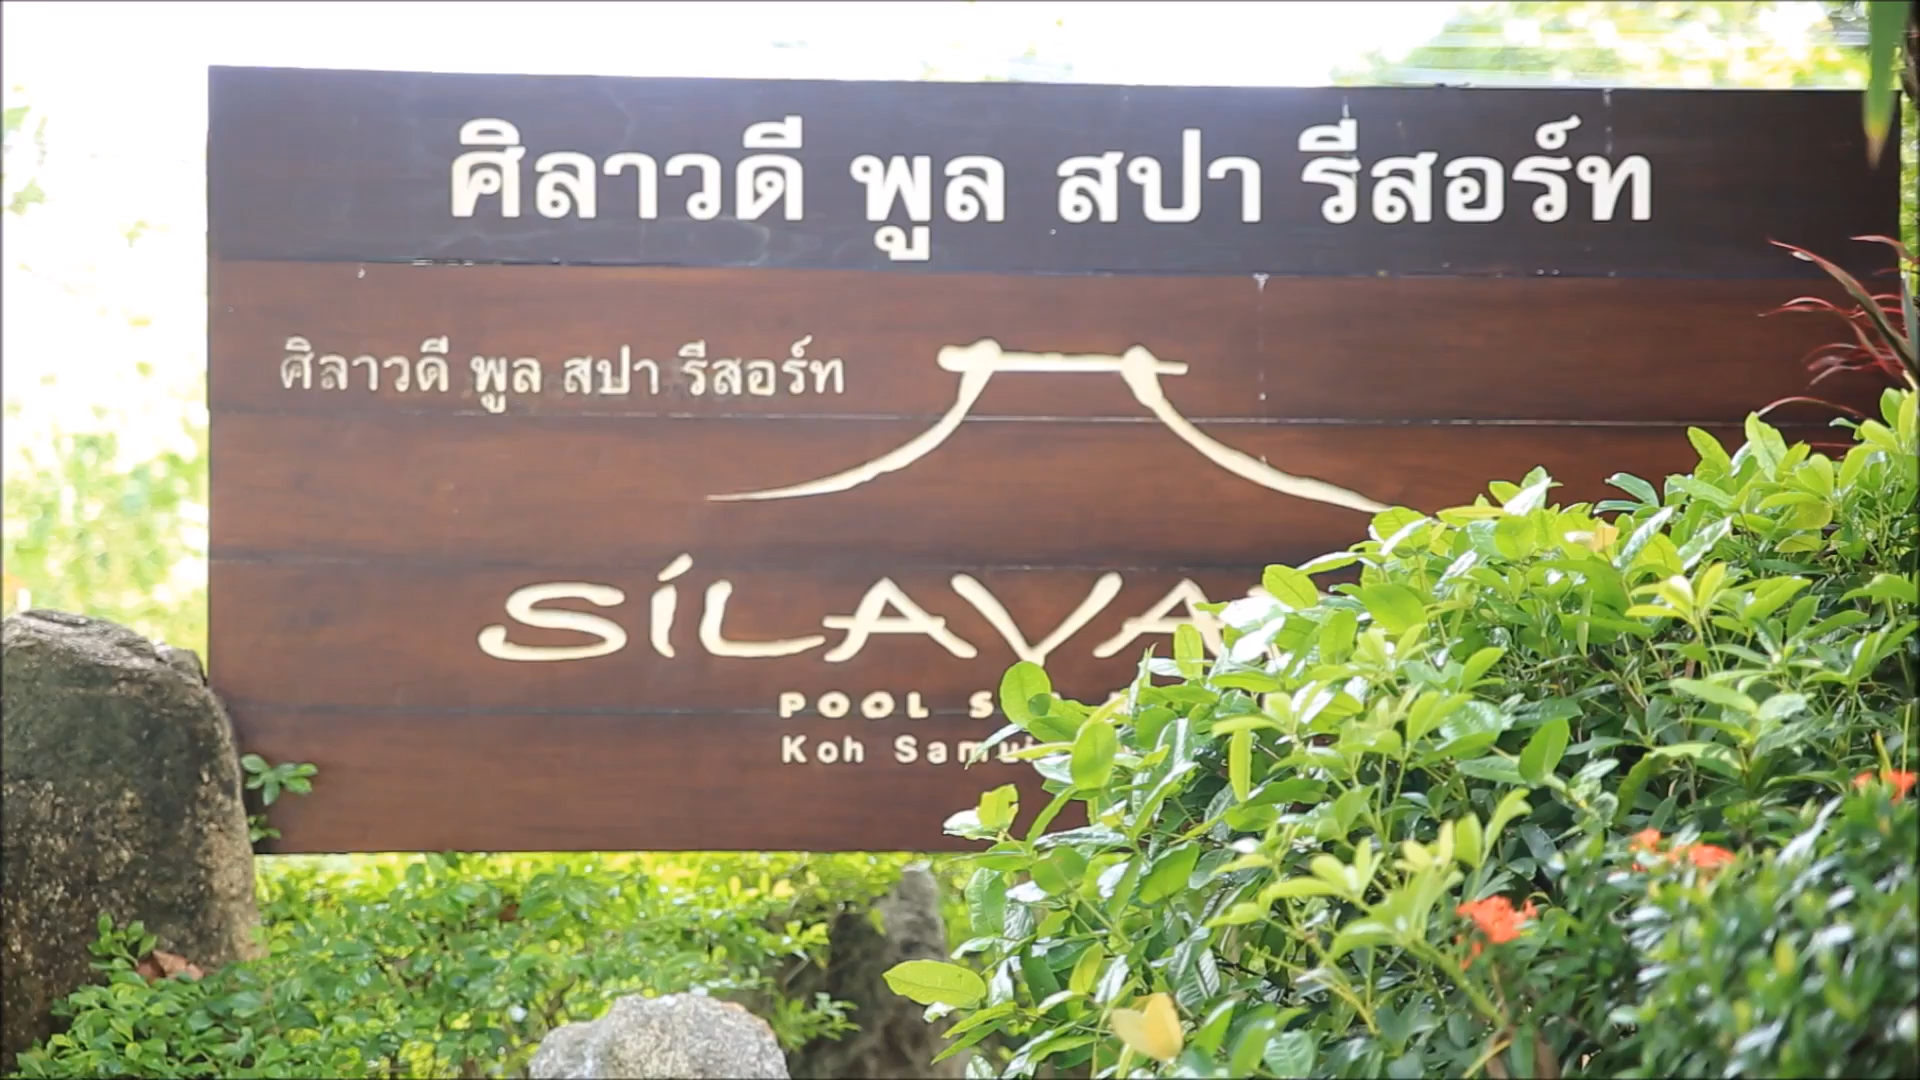 ศิลาวดี พูล สปา รีสอร์ท
ศิลาวดี พูล สปา รีสอร์ท
SILAVA
POOL
Koh Samui